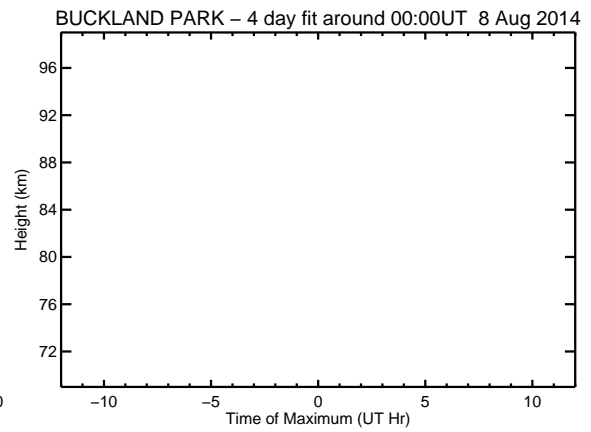 BUCKLAND PARK – 4 day fit around 00:00UT 8 Aug 2014
96
92
88
84
80
76
72
Height (km)
0
–10 –5 0 5 10
Time of Maximum (UT Hr)